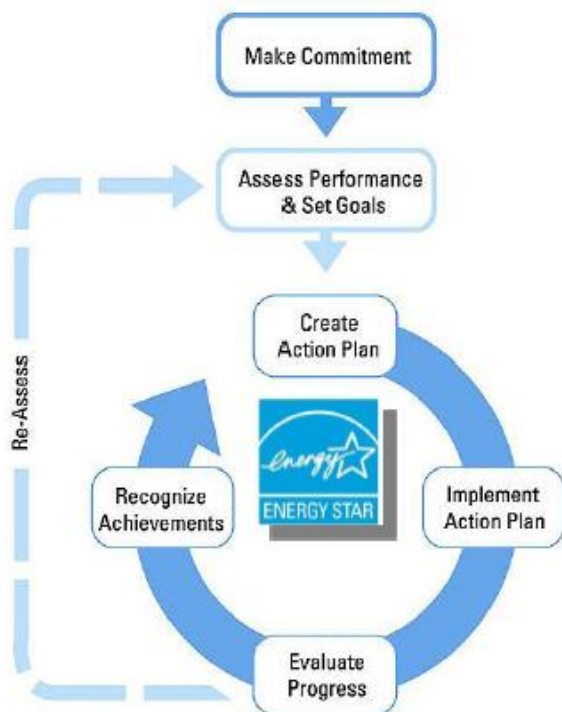 Make Commitment
Assess Performance
& Set Goals
Create
Action Plan
Re-Assess
energy
ENERGY STAR
Recognize
Achievements
Implement
Action Plan
Evaluate
Progress